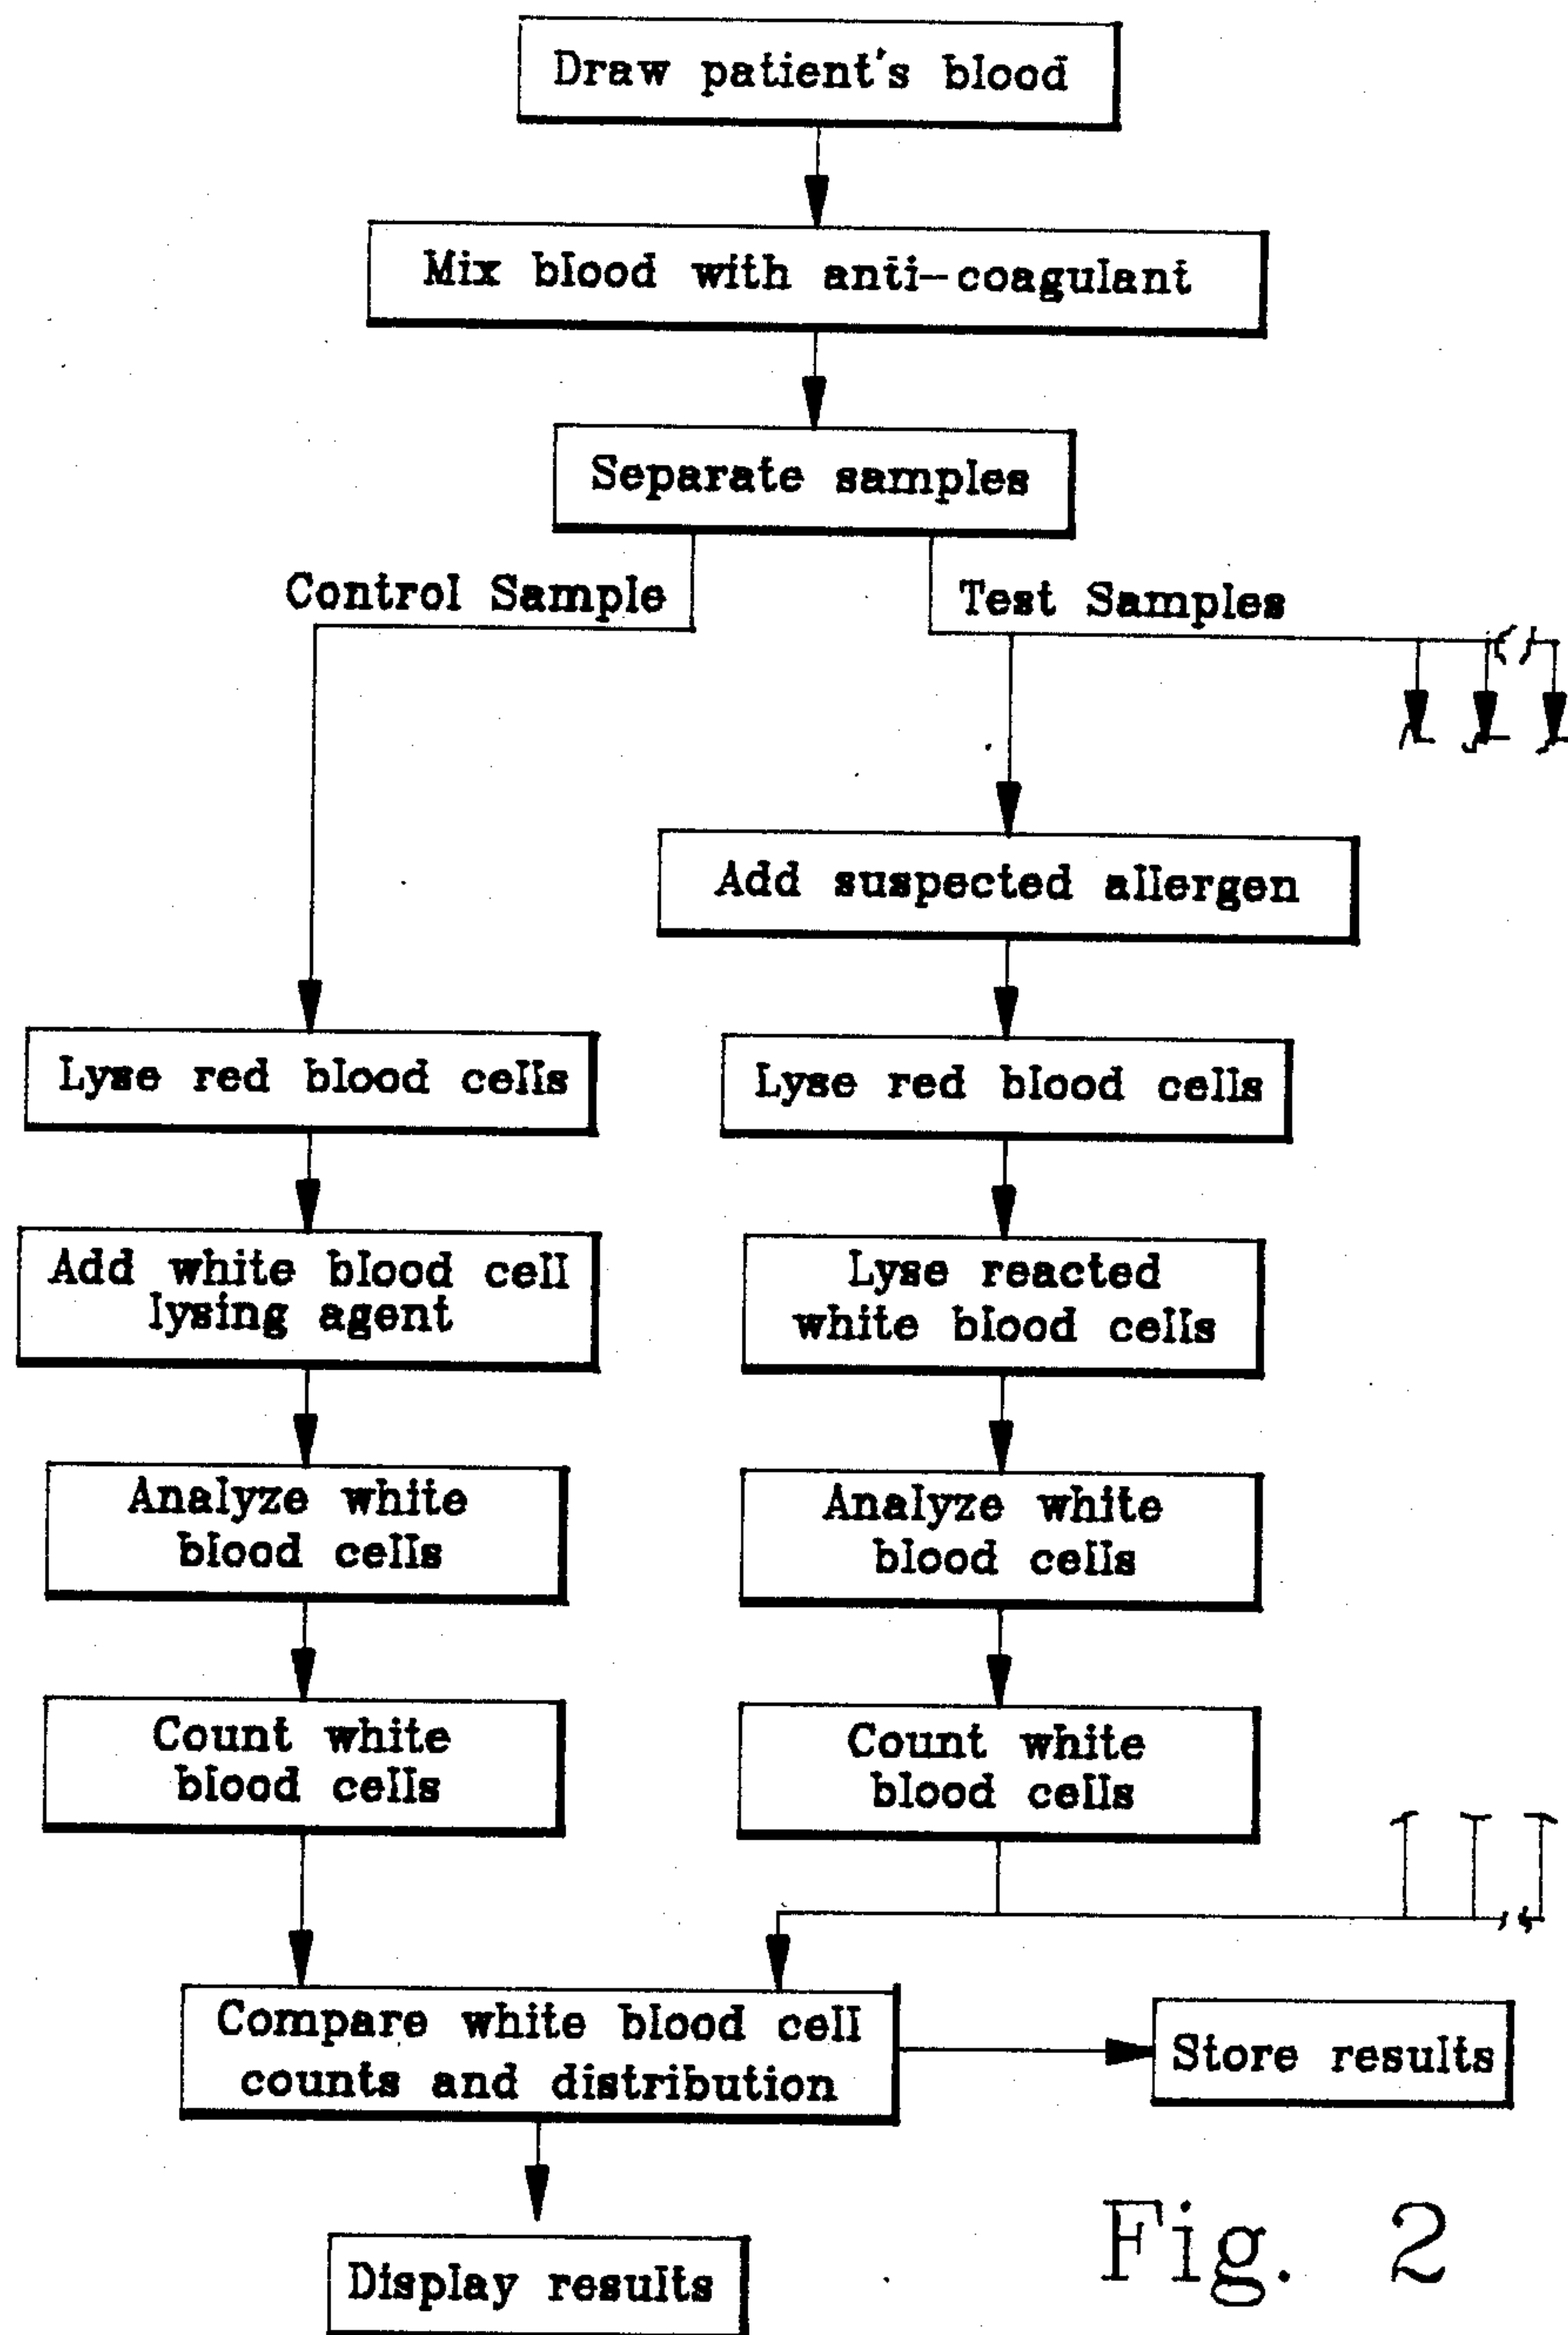 Draw patient's blood
Mix blood with anti-coagulant
Separate samples
Control Sample
Test Samples
Add suspected allergen
Lyse red blood cells
Lyse red blood cells
Add white blood cell
lysing agent
Lyse reacted
white blood cells
Analyze white
blood cells
Analyze white
blood cells
Count white
blood cells
Count white
blood cells
Compare white blood cell
counts and distribution
Store results
Display results
Fig. 2